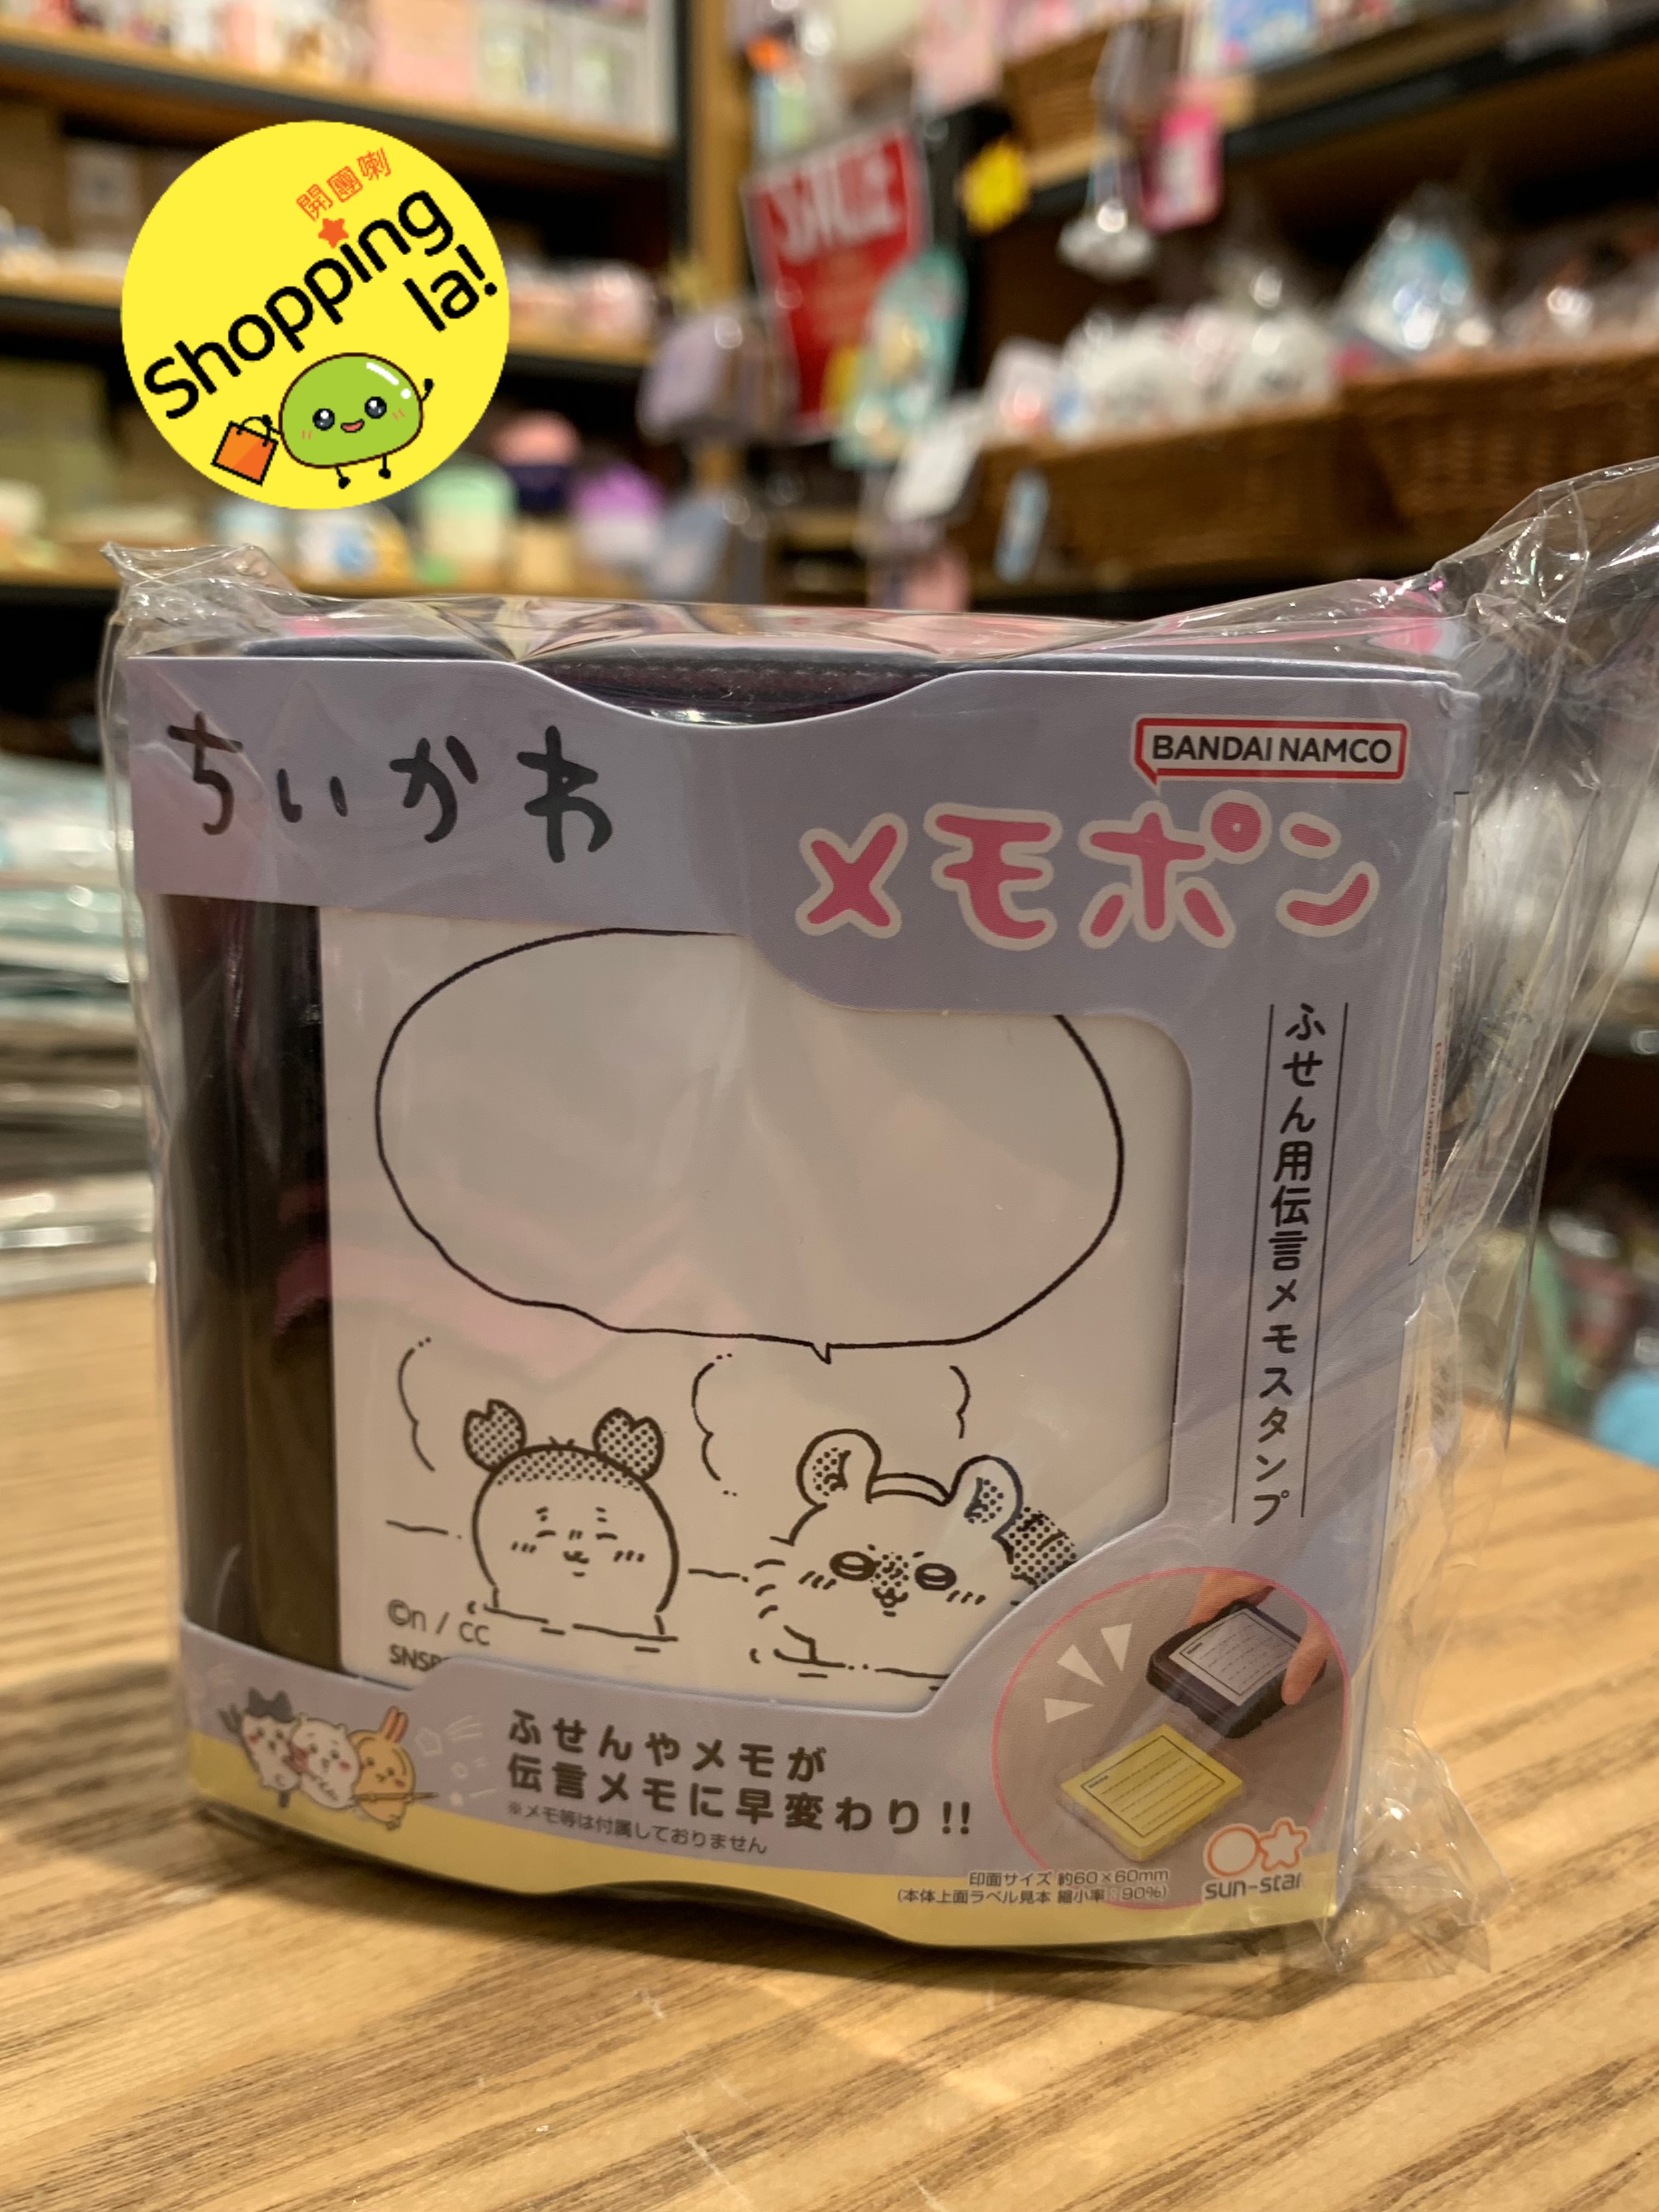 開團喇
Shopping
la!
SALE
ちいかわ
BANDAI NAMCO
メモポン
ふせん用伝言メモスタンプ
©n / cc
ふせんやメモが
伝言メモに早変わり!!
※メモ等は付属しておりません
印面サイズ 約60×60mm
(本体上面ラベル見本 縮小率:90%)
sun-star